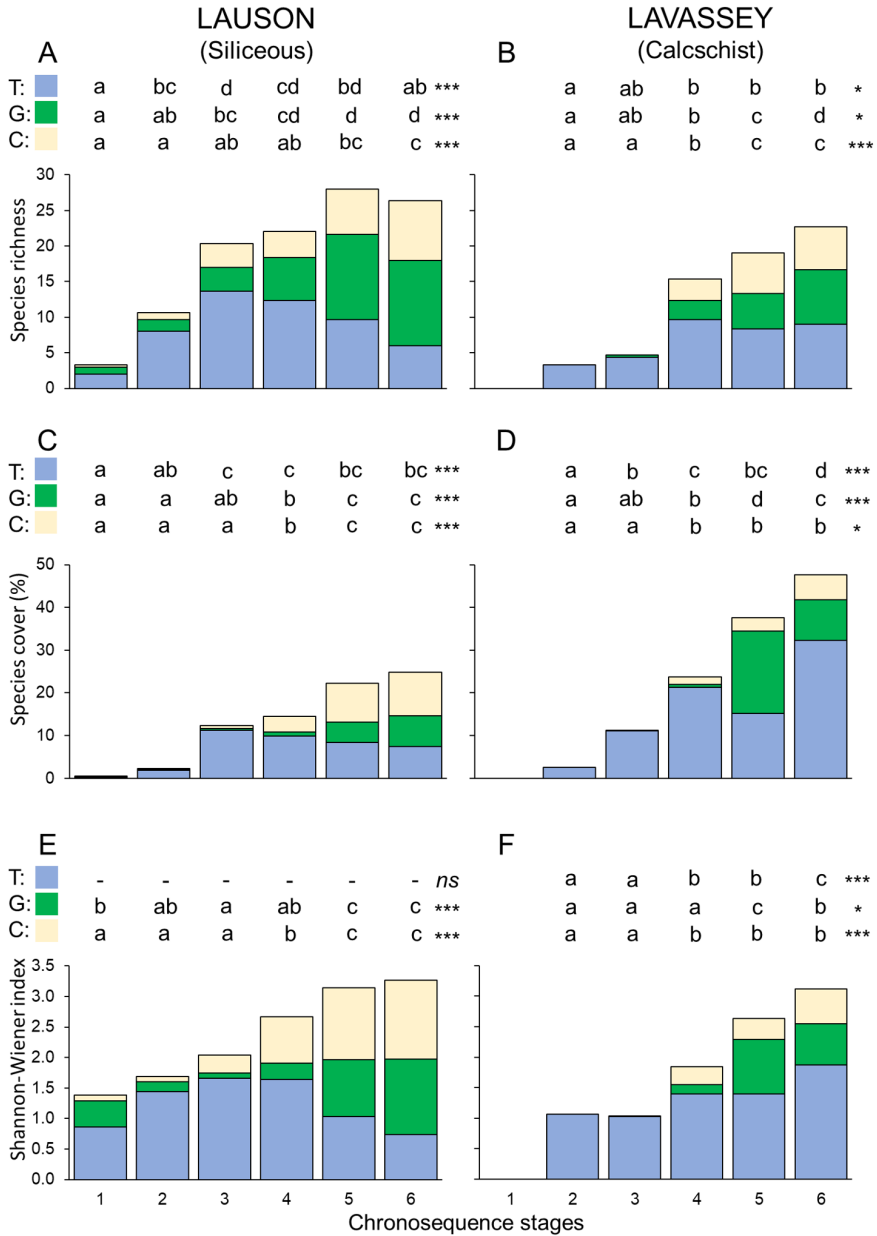 LAUSON LAVASSEY
(Siliceous) (Calcschist)
A B
T: a bc d cd bd ab *** a ab b b b *
G: a ab bc cd d d *** a ab b c d *
C: a a ab ab bc c *** a a b c c ***
Species richness
30
25
20
15
10
5
0
C D
T: a ab c c bc bc *** a b c bc d ***
G: a a ab b c c *** a ab b d c ***
C: a a a b c c *** a a b b b *
Species cover (%)
50
40
30
20
10
0
E F
T: - - - - - - ns a a b b c ***
G: b ab a ab c c *** a a a c b *
C: a a a b c c *** a a b b b ***
Shannon-Wiener index
3.5
3.0
2.5
2.0
1.5
1.0
0.5
0.0
1 2 3 4 5 6 1 2 3 4 5 6
Chronosequence stages